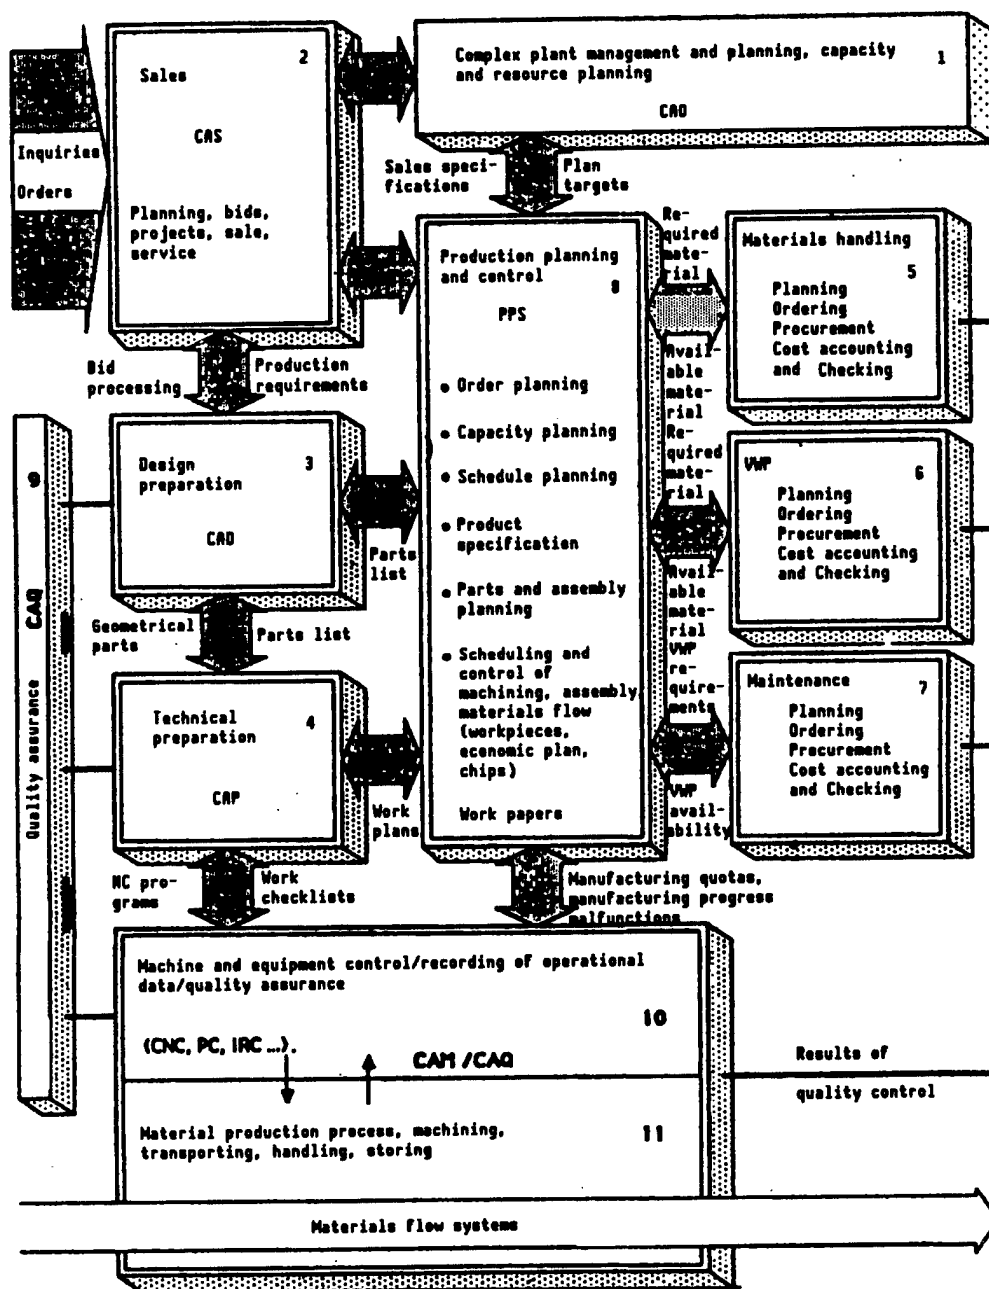 2
Sales
CAS
Planning, bids,
projects, sale,
service
Inquiries
Orders
1
Complex plant management and planning, capacity
and resource planning
CAO
Sales speci-
fications
Plan
targets
Bid
processing
Production
requirements
Production planning
and control
8
PPS
• Order planning
• Capacity planning
• Schedule planning
• Product
specification
• Parts and assembly
planning
• Scheduling and
control of
machining, assembly,
materials flow
(workpieces,
economic plan,
chips)
Work papers
Re-
quired
mate-
rial
Avail-
able
mate-
rial
Re-
quired
mate-
rial
Avail-
able
mate-
rial
VWP
re-
quire-
ments
VWP
avail-
ability
Materials handling
5
Planning
Ordering
Procurement
Cost accounting
and Checking
VWP
6
Planning
Ordering
Procurement
Cost accounting
and Checking
Maintenance
7
Planning
Ordering
Procurement
Cost accounting
and Checking
Design
preparation
3
CAD
Parts
list
Geometrical
parts
Parts list
Technical
preparation
4
CAP
Work
plans
NC pro-
grams
Work
checklists
Manufacturing quotas,
manufacturing progress
malfunctions
9
CAQ
Quality assurance
Machine and equipment control/recording of operational
data/quality assurance
10
(CNC, PC, IRC ...).
CAM /CAQ
Material production process, machining,
transporting, handling, storing
11
Results of
quality control
Materials flow systems